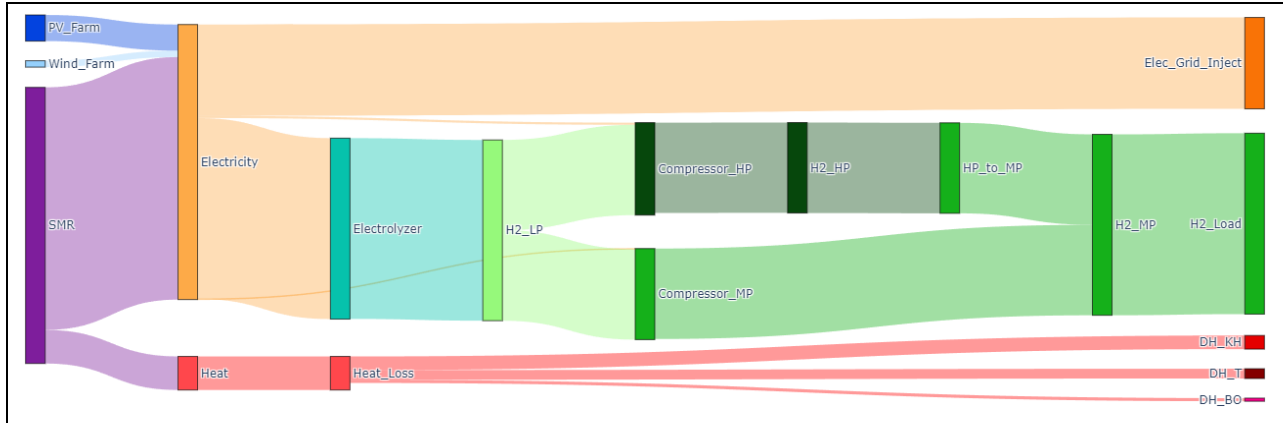 PV_Farm
Wind_Farm
SMR
Electricity
Heat
Electrolyzer
Heat_Loss
H2_LP
Compressor_HP
Compressor_MP
H2_HP
HP_to_MP
H2_MP
Elec_Grid_Inject
H2_Load
DH_KH
DH_T
DH_BO